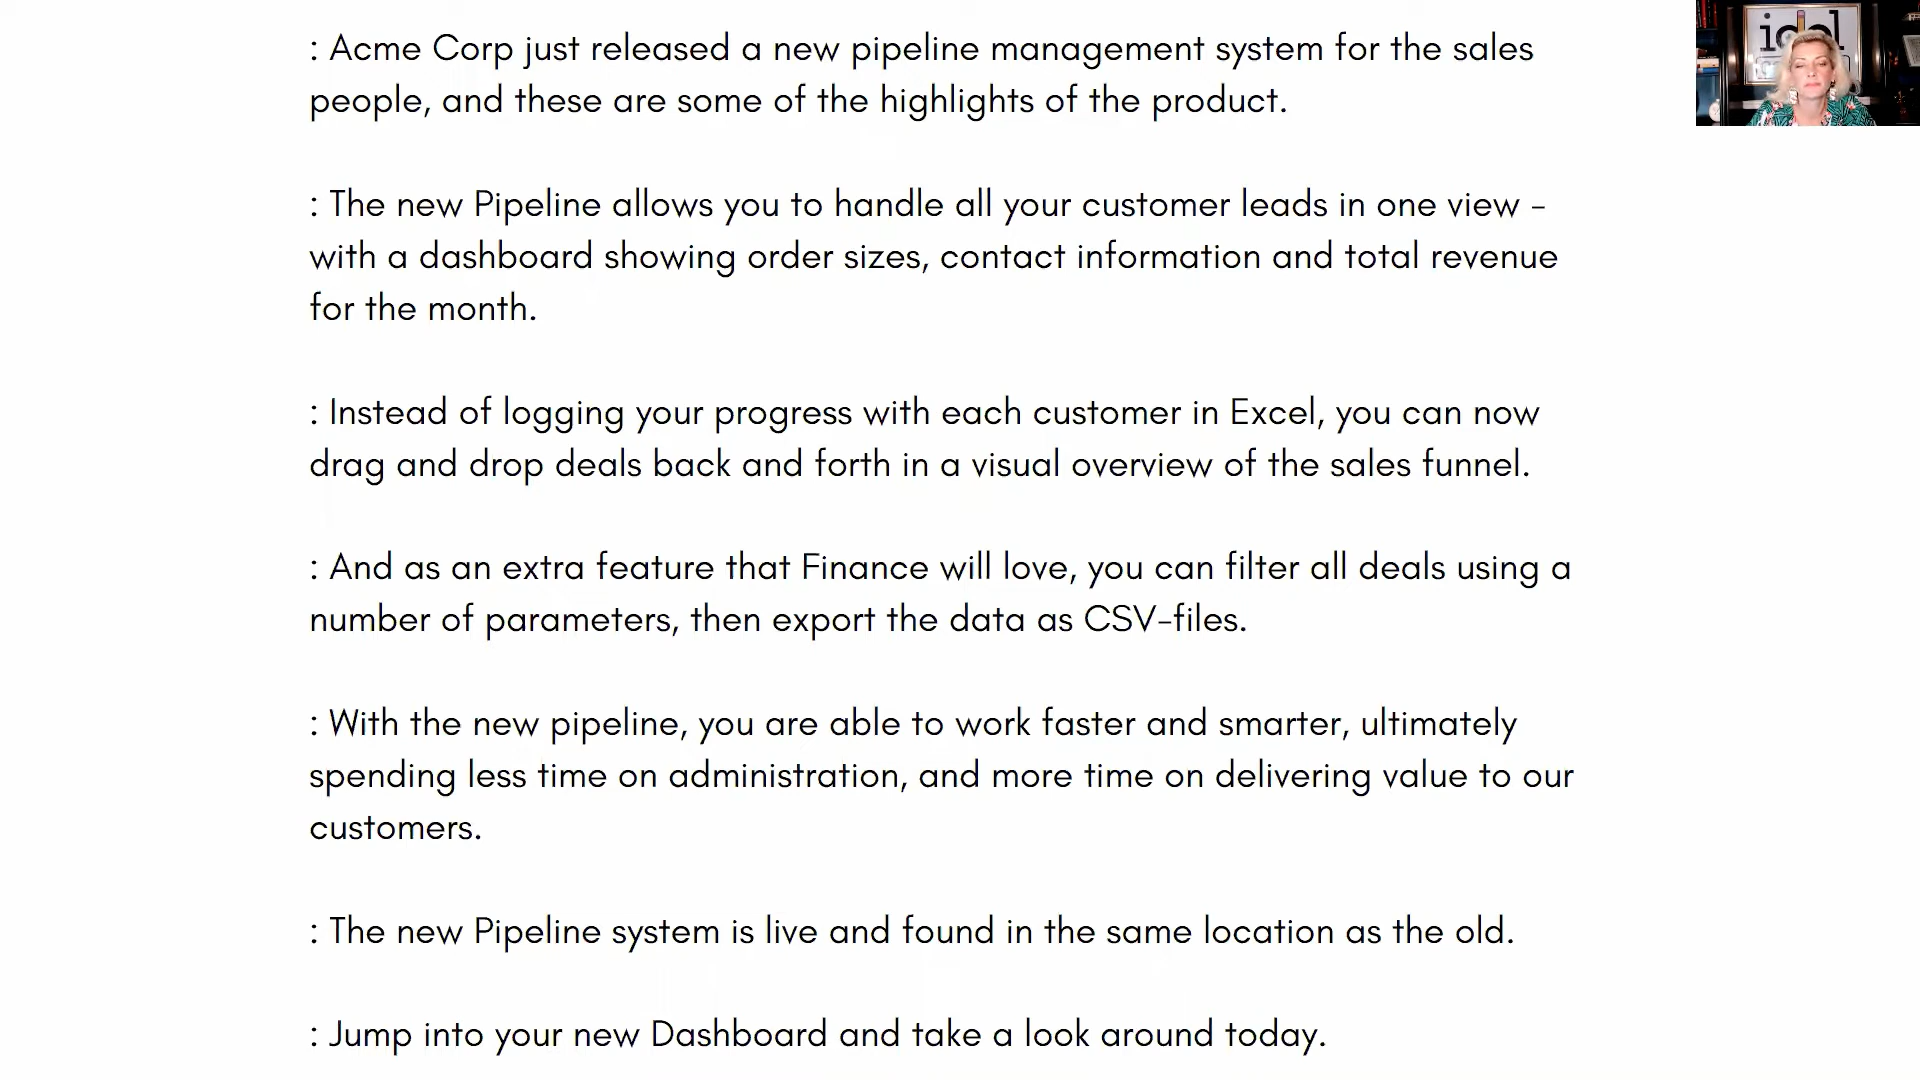 : Acme Corp just released a new pipeline management system for the sales
people, and these are some of the highlights of the product.
: The new Pipeline allows you to handle all your customer leads in one view -
with a dashboard showing order sizes, contact information and total revenue
for the month.
: Instead of logging your progress with each customer in Excel, you can now
drag and drop deals back and forth in a visual overview of the sales funnel.
: And as an extra feature that Finance will love, you can filter all deals using a
number of parameters, then export the data as CSV-files.
: With the new pipeline, you are able to work faster and smarter, ultimately
spending less time on administration, and more time on delivering value to our
customers.
: The new Pipeline system is live and found in the same location as the old.
: Jump into your new Dashboard and take a look around today.